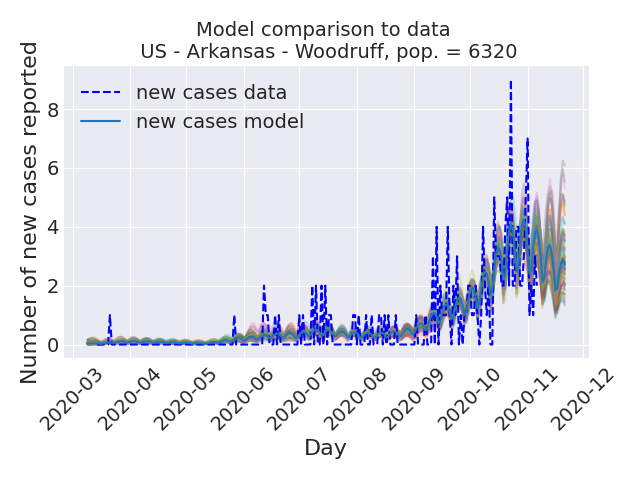 Model comparison to data
US - Arkansas - Woodruff, pop. = 6320
Number of new cases reported
new cases data
new cases model
8
6
4
2
0
2020-03
2020-04
2020-05
2020-06
2020-07
2020-08
2020-09
2020-10
2020-11
2020-12
Day